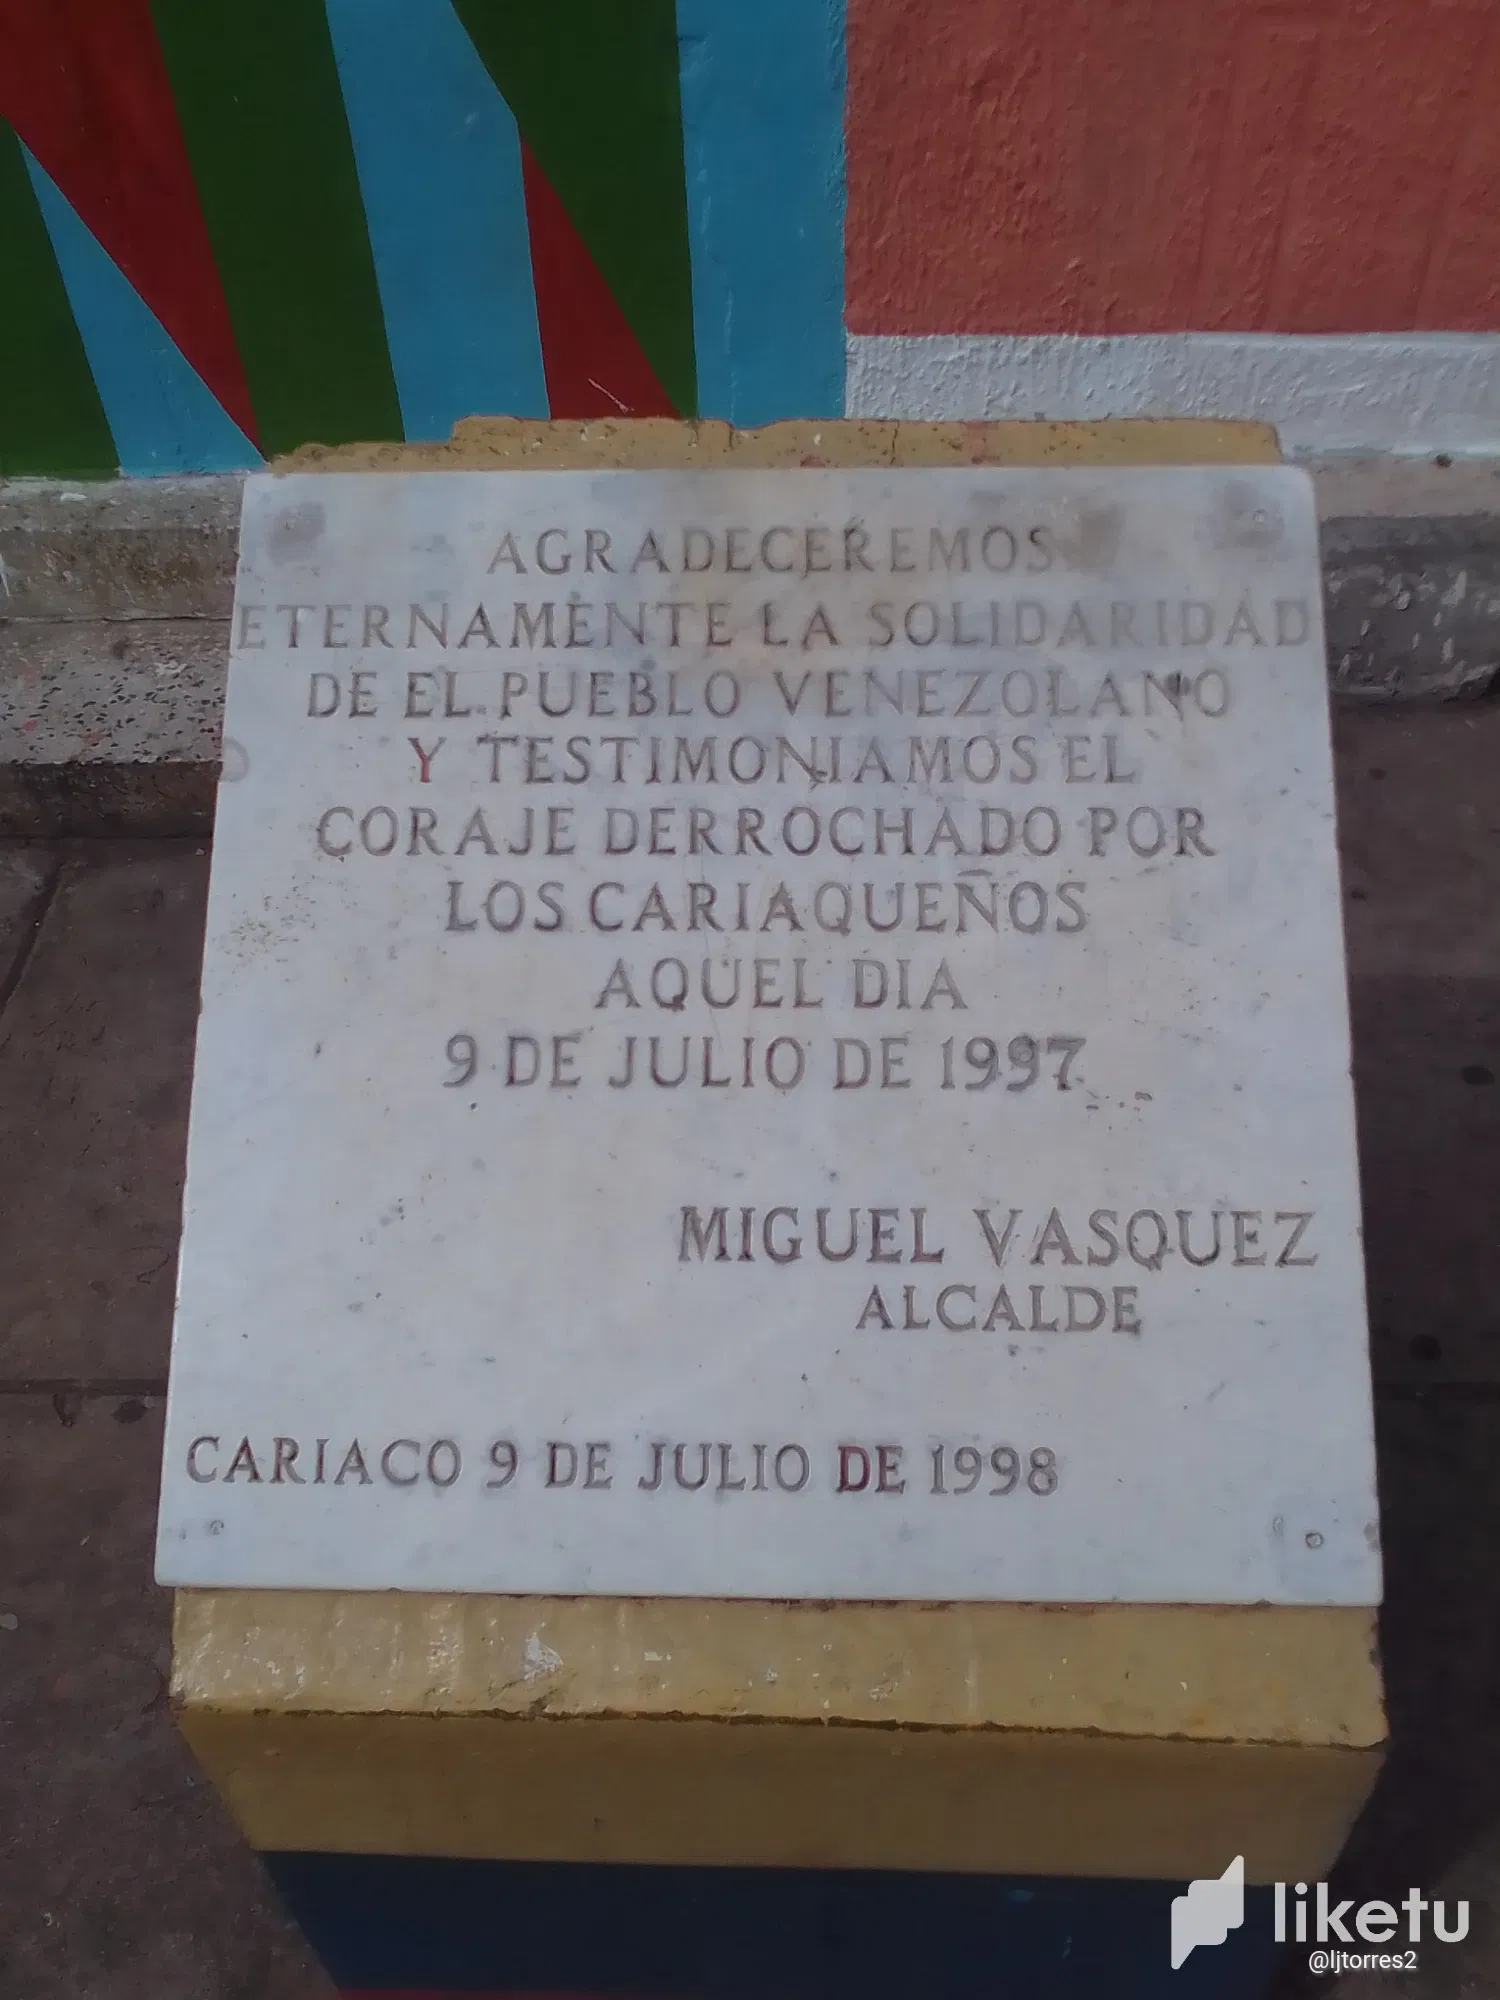 AGRADECEREMOS
ETERNAMENTE LA SOLIDARIDAD
DE EL PUEBLO VENEZOLANO
Y TESTIMONIAMOS EL
CORAJE DERROCHADO POR
LOS CARIAQUEÑOS
AQUEL DIA
9 DE JULIO DE 1997
MIGUEL VASQUEZ
ALCALDE
CARIACO 9 DE JULIO DE 1998
liketu
@ljtorres2